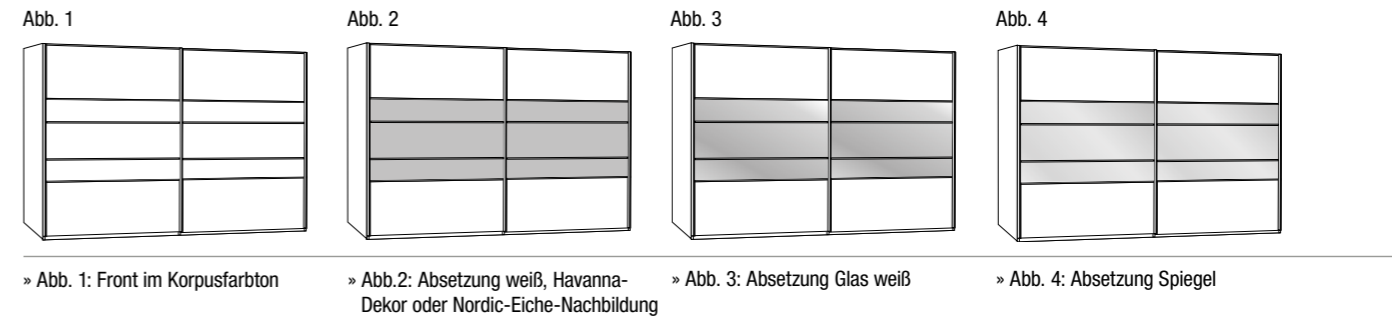 Abb. 1
Abb. 2
Abb. 3
Abb. 4
» Abb. 1: Front im Korpusfarbton
» Abb.2: Absetzung weiß, Havanna-
Dekor oder Nordic-Eiche-Nachbildung
» Abb. 3: Absetzung Glas weiß
» Abb. 4: Absetzung Spiegel